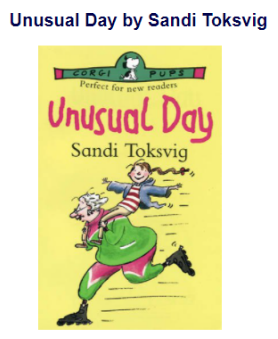 Unusual Day by Sandi Toksvig
CORGI PUPS
Perfect for new readers
Unusual Day
Sandi Toksvig